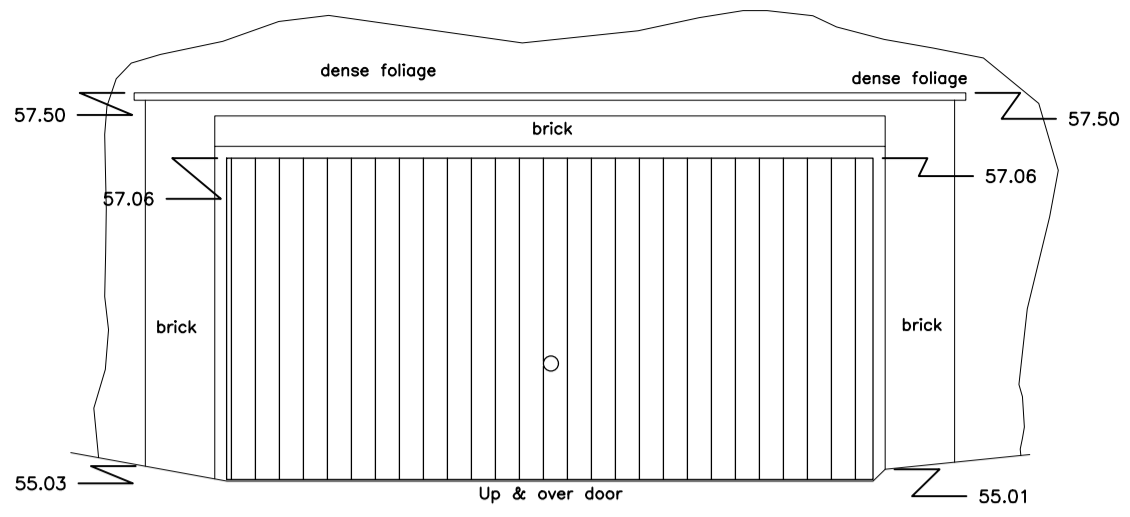 dense foliage
dense foliage
57.50
57.50
brick
57.06
57.06
brick
brick
55.03
Up & over door
55.01